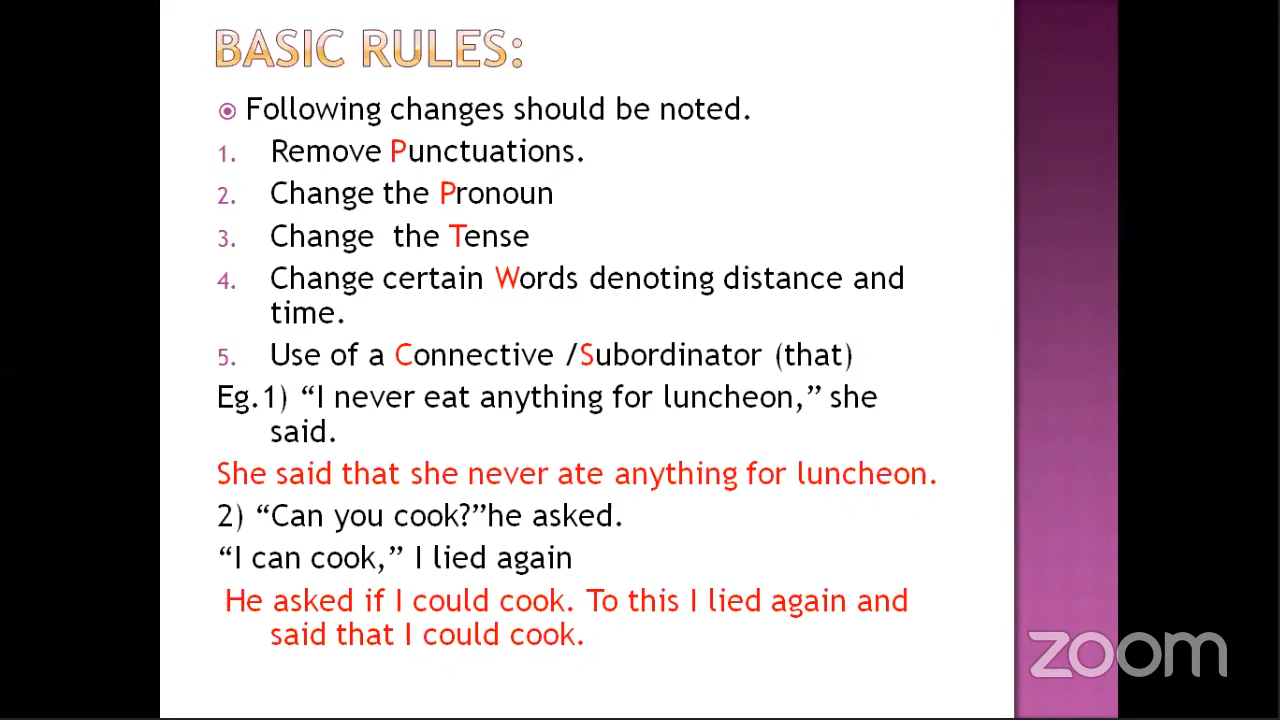 BASIC RULES:
Following changes should be noted.
1. Remove Punctuations.
2. Change the Pronoun
3. Change the Tense
4. Change certain Words denoting distance and
time.
5. Use of a Connective /Subordinator (that)
Eg.1) “I never eat anything for luncheon,” she
said.
She said that she never ate anything for luncheon.
2) “Can you cook?”he asked.
“I can cook,” I lied again
He asked if I could cook. To this I lied again and
said that I could cook.
zoom